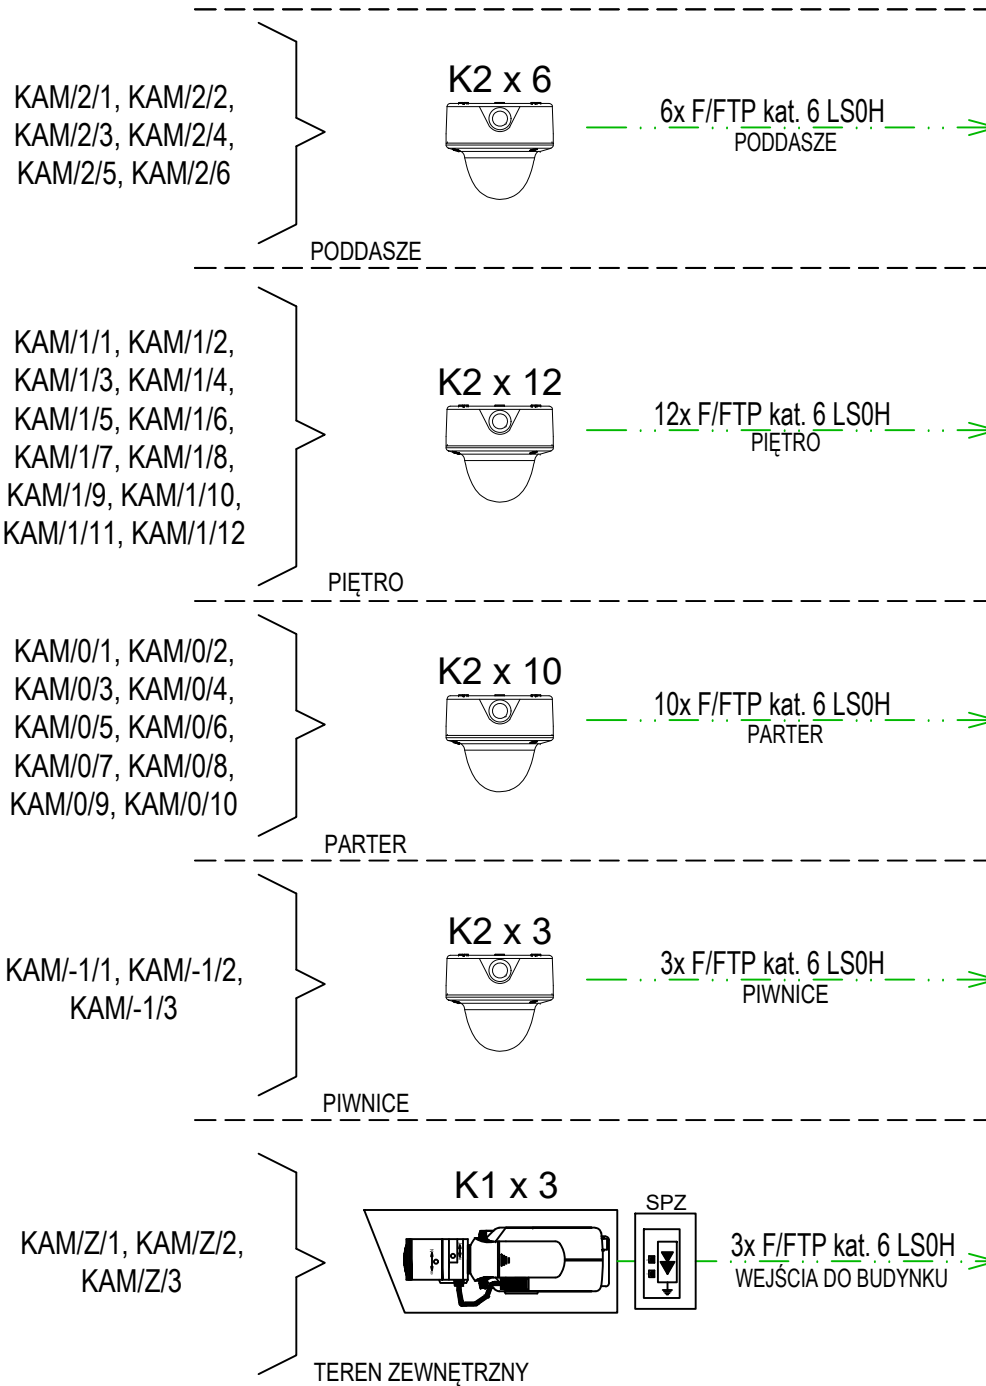 KAM/2/1, KAM/2/2,
KAM/2/3, KAM/2/4,
KAM/2/5, KAM/2/6
K2 x 6
6x F/FTP kat. 6 LS0H
PODDASZE
PODDASZE
KAM/1/1, KAM/1/2,
KAM/1/3, KAM/1/4,
KAM/1/5, KAM/1/6,
KAM/1/7, KAM/1/8,
KAM/1/9, KAM/1/10,
KAM/1/11, KAM/1/12
K2 x 12
12x F/FTP kat. 6 LS0H
PIĘTRO
PIĘTRO
KAM/0/1, KAM/0/2,
KAM/0/3, KAM/0/4,
KAM/0/5, KAM/0/6,
KAM/0/7, KAM/0/8,
KAM/0/9, KAM/0/10
K2 x 10
10x F/FTP kat. 6 LS0H
PARTER
PARTER
KAM/-1/1, KAM/-1/2,
KAM/-1/3
K2 x 3
3x F/FTP kat. 6 LS0H
PIWNICE
PIWNICE
KAM/Z/1, KAM/Z/2,
KAM/Z/3
K1 x 3
SPZ
3x F/FTP kat. 6 LS0H
WEJŚCIA DO BUDYNKU
TEREN ZEWNĘTRZNY